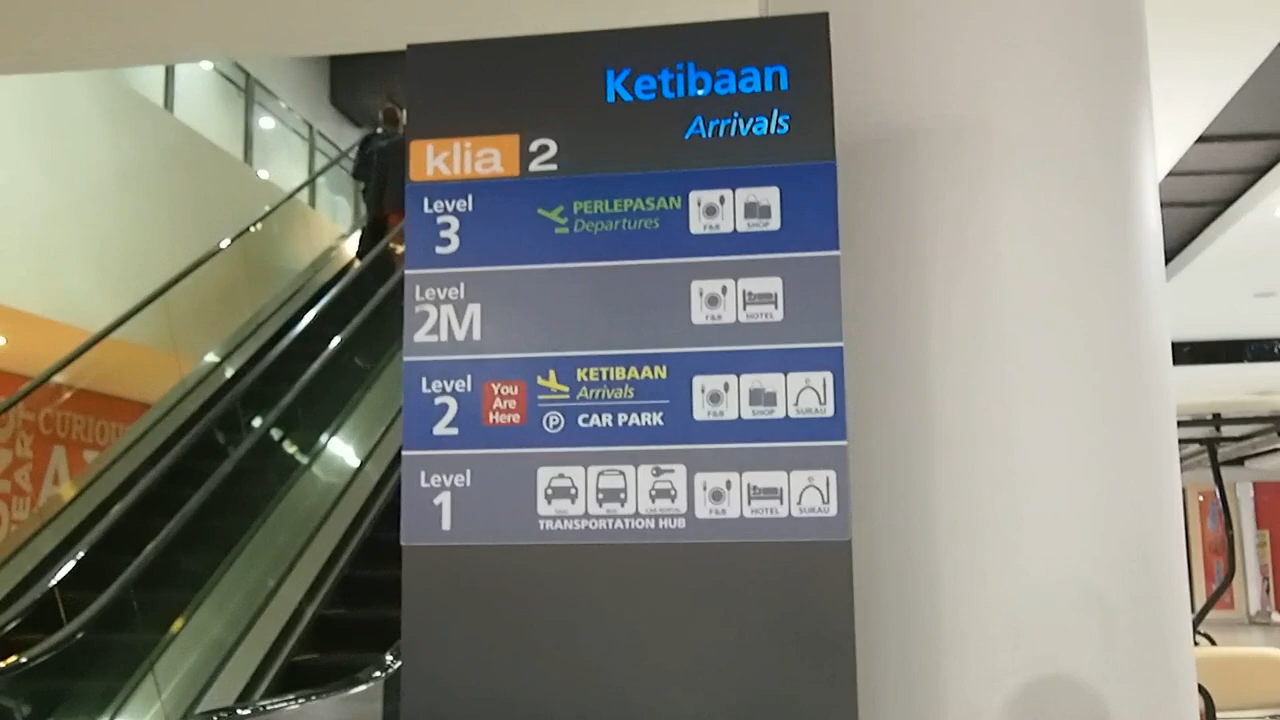 Ketibaan
Arrivals
klia 2
Level
3
PERLEPASAN
Departures
F&B
SHOP
Level
2M
F&B
HOTEL
Level
2
You
Are
Here
KETIBAAN
Arrivals
P CAR PARK
F&B
SHOP
SURAU
Level
1
TAXI
BUS
CAR RENTAL
TRANSPORTATION HUB
F&B
HOTEL
SURAU